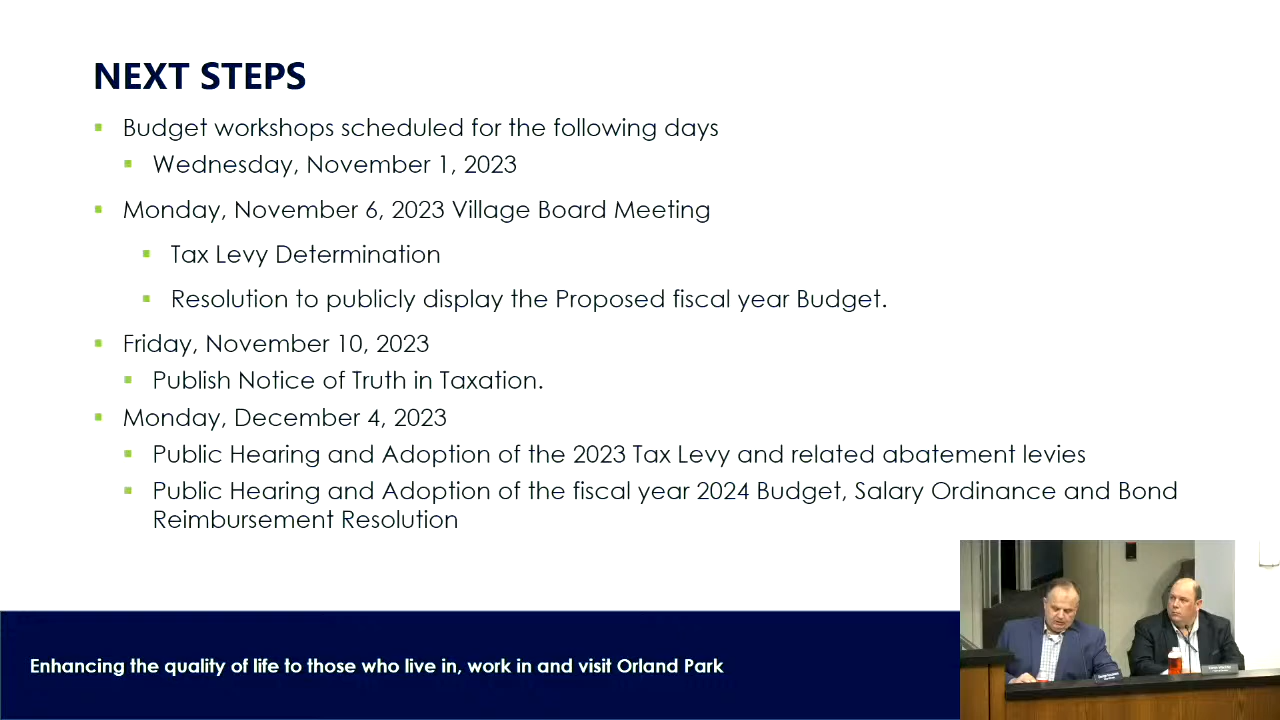 NEXT STEPS
Budget workshops scheduled for the following days
Wednesday, November 1, 2023
Monday, November 6, 2023 Village Board Meeting
Tax Levy Determination
Resolution to publicly display the Proposed fiscal year Budget.
Friday, November 10, 2023
Publish Notice of Truth in Taxation.
Monday, December 4, 2023
Public Hearing and Adoption of the 2023 Tax Levy and related abatement levies
Public Hearing and Adoption of the fiscal year 2024 Budget, Salary Ordinance and Bond
Reimbursement Resolution
Enhancing the quality of life to those who live in, work in and visit Orland Park